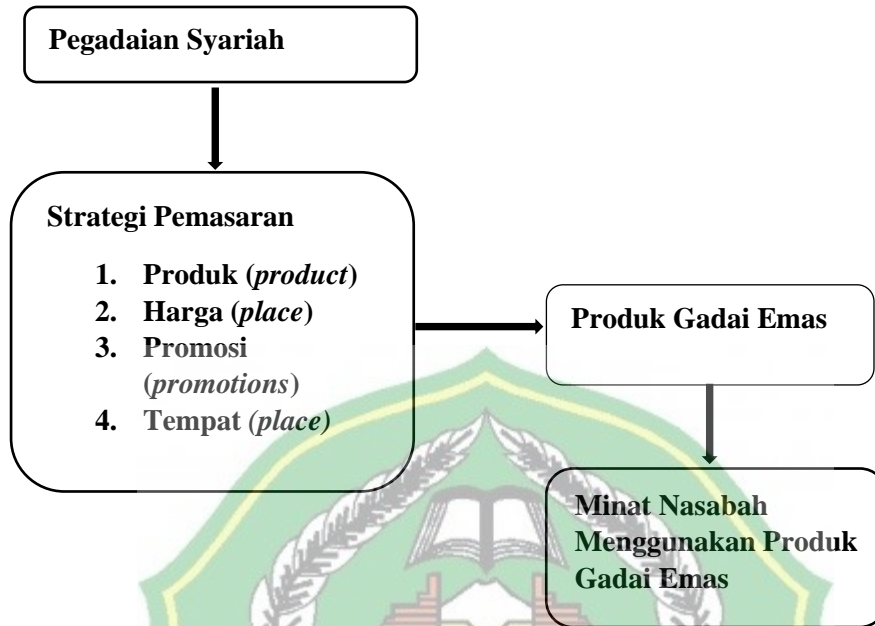 Pegadaian Syariah
Strategi Pemasaran
1. Produk (product)
2. Harga (place)
3. Promosi
(promotions)
4. Tempat (place)
Produk Gadai Emas
Minat Nasabah
Menggunakan Produk
Gadai Emas